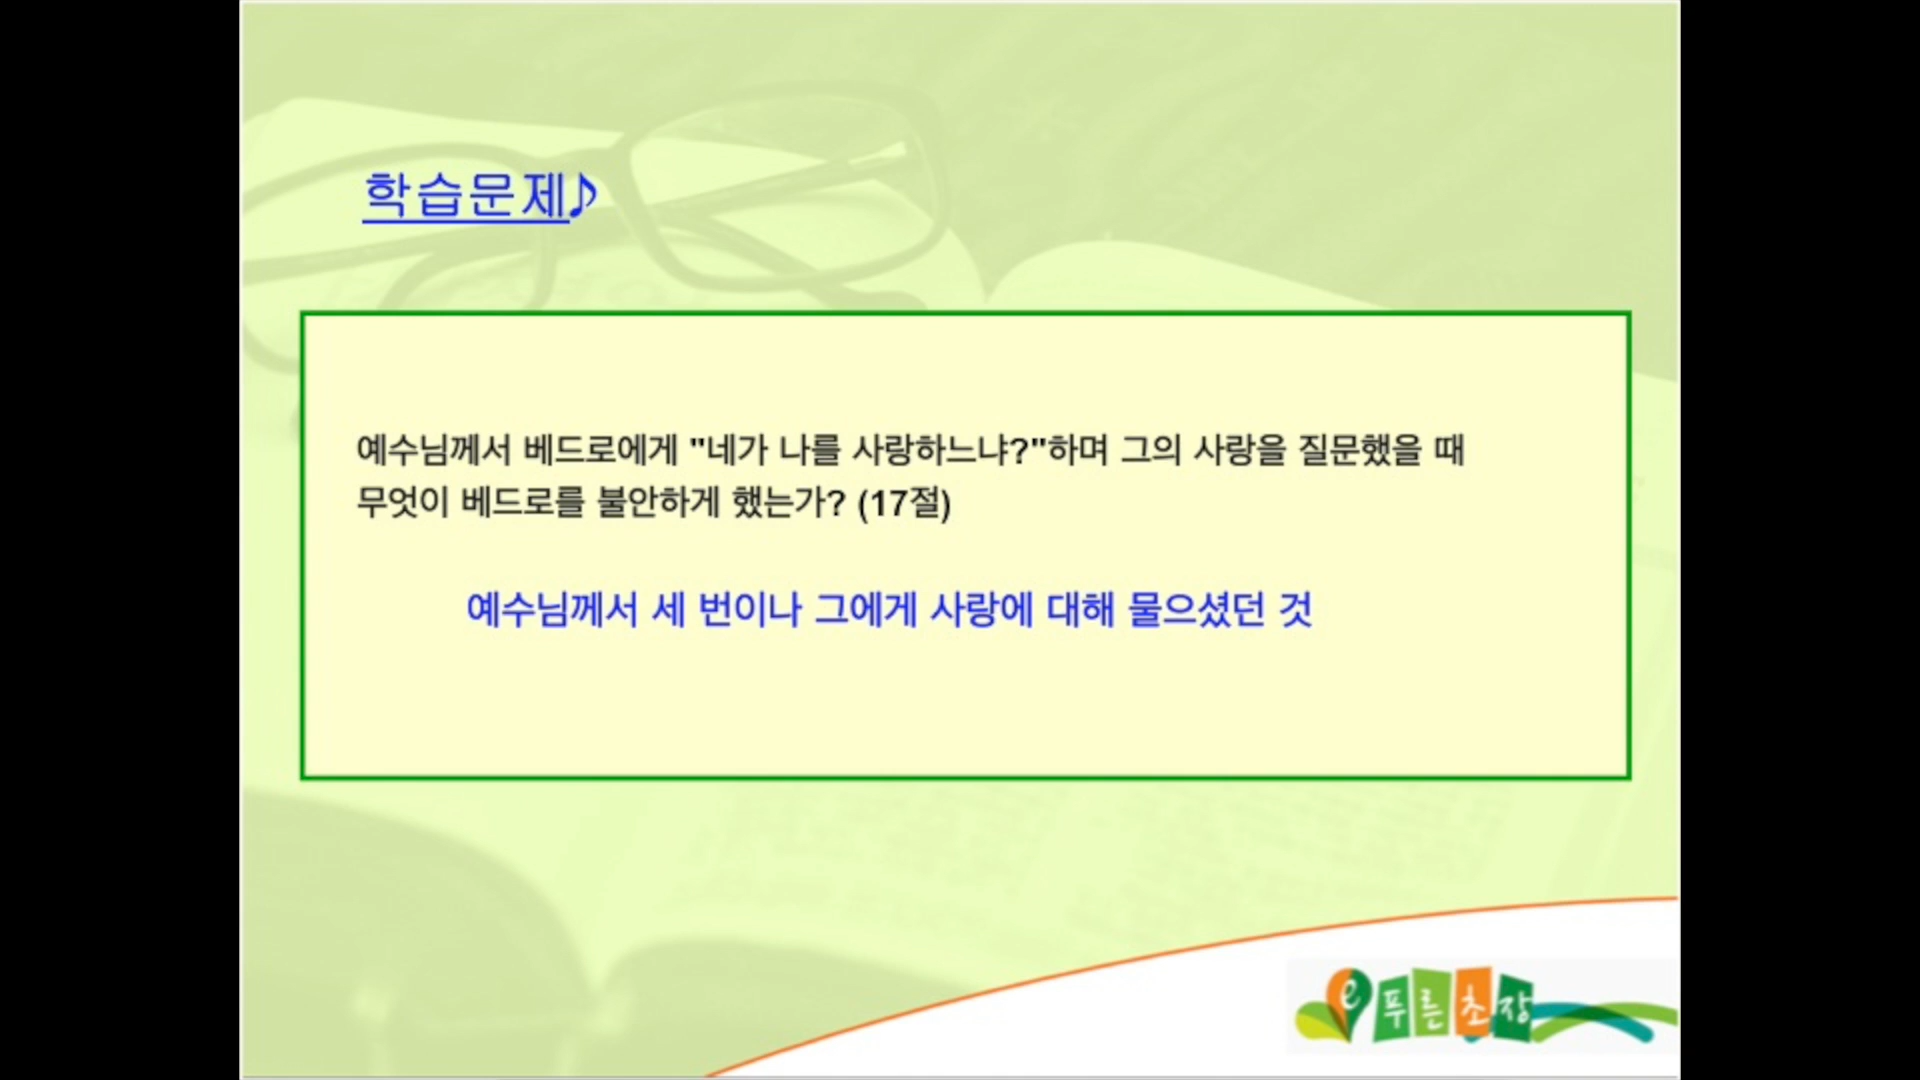 학습문제♪
예수님께서 베드로에게 "네가 나를 사랑하느냐?"하며 그의 사랑을 질문했을 때
무엇이 베드로를 불안하게 했는가? (17절)
예수님께서 세 번이나 그에게 사랑에 대해 물으셨던 것
e 푸른초장